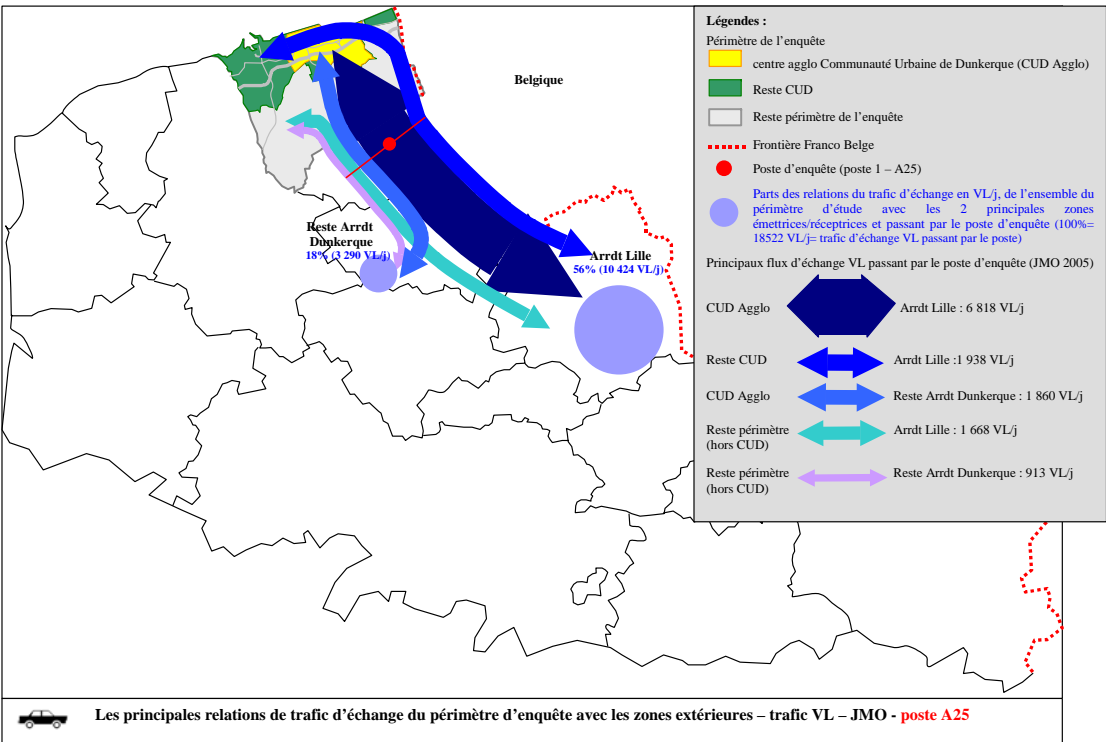 Belgique
Reste Arrdt
Dunkerque
18% (3 290 VL/j)
Arrdt Lille
56% (10 424 VL/j)
Légendes :
Périmètre de l'enquête
centre agglo Communauté Urbaine de Dunkerque (CUD Agglo)
Reste CUD
Reste périmètre de l'enquête
Frontière Franco Belge
Poste d'enquête (poste 1 – A25)
Parts des relations du trafic d'échange en VL/j, de l'ensemble du
périmètre d'étude avec les 2 principales zones
émettrices/réceptrices et passant par le poste d'enquête (100%=
18522 VL/j= trafic d'échange VL passant par le poste)
Principaux flux d'échange VL passant par le poste d'enquête (JMO 2005)
CUD Agglo Arrdt Lille : 6 818 VL/j
Reste CUD Arrdt Lille :1 938 VL/j
CUD Agglo Reste Arrdt Dunkerque : 1 860 VL/j
Reste périmètre Arrdt Lille : 1 668 VL/j
(hors CUD)
Reste périmètre Reste Arrdt Dunkerque : 913 VL/j
(hors CUD)
Les principales relations de trafic d'échange du périmètre d'enquête avec les zones extérieures – trafic VL – JMO - poste A25